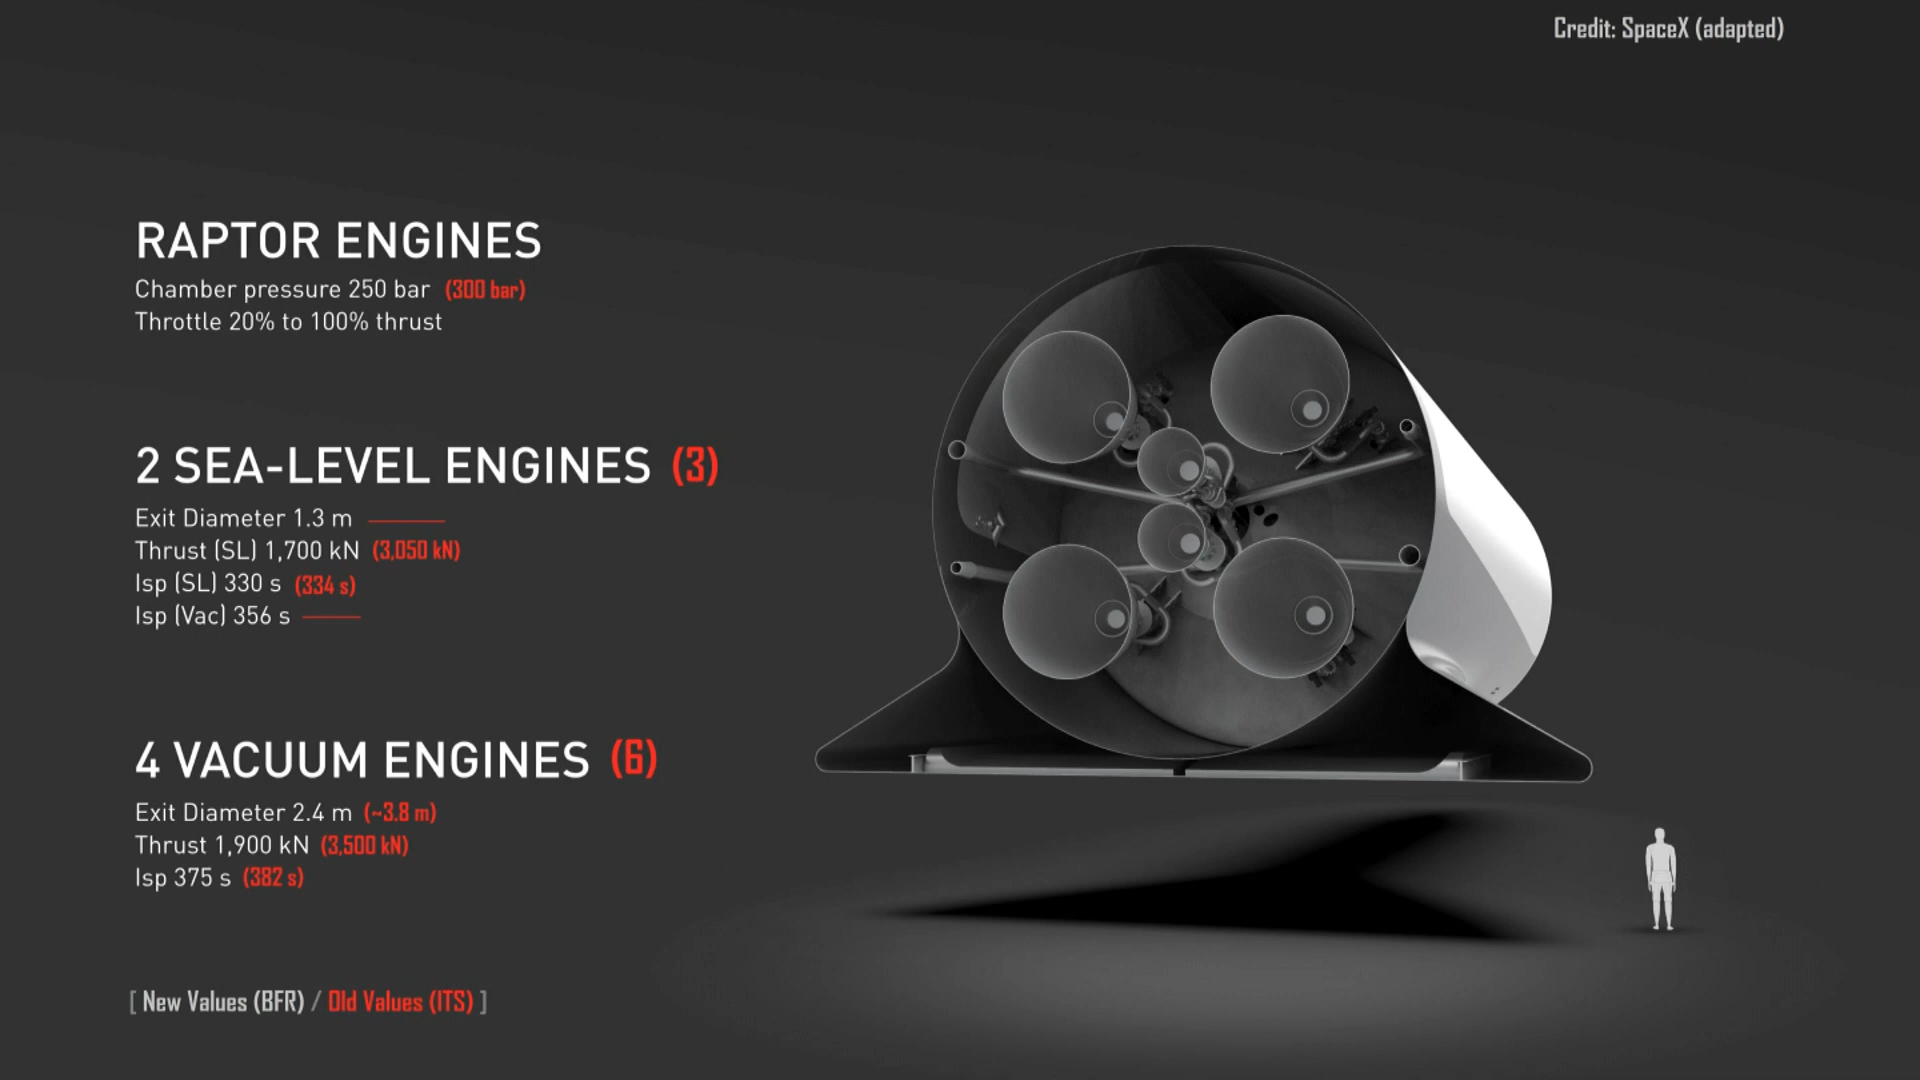 Credit: SpaceX (adapted)
RAPTOR ENGINES
Chamber pressure 250 bar (300 bar)
Throttle 20% to 100% thrust
2 SEA-LEVEL ENGINES (3)
Exit Diameter 1.3 m
Thrust (SL) 1,700 kN (3,050 kN)
Isp (SL) 330 s (334 s)
Isp (Vac) 356 s
4 VACUUM ENGINES (6)
Exit Diameter 2.4 m (~3.8 m)
Thrust 1,900 kN (3,500 kN)
Isp 375 s (382 s)
[ New Values (BFR) / Old Values (ITS) ]